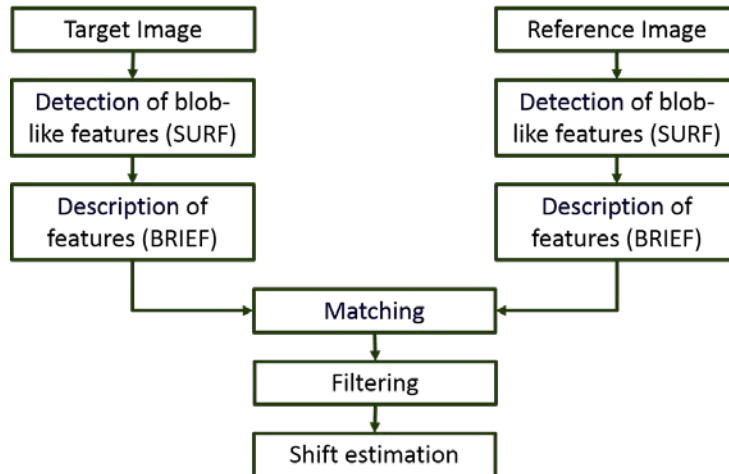 Target Image
Reference Image
Detection of blob-
like features (SURF)
Detection of blob-
like features (SURF)
Description of
features (BRIEF)
Description of
features (BRIEF)
Matching
Filtering
Shift estimation